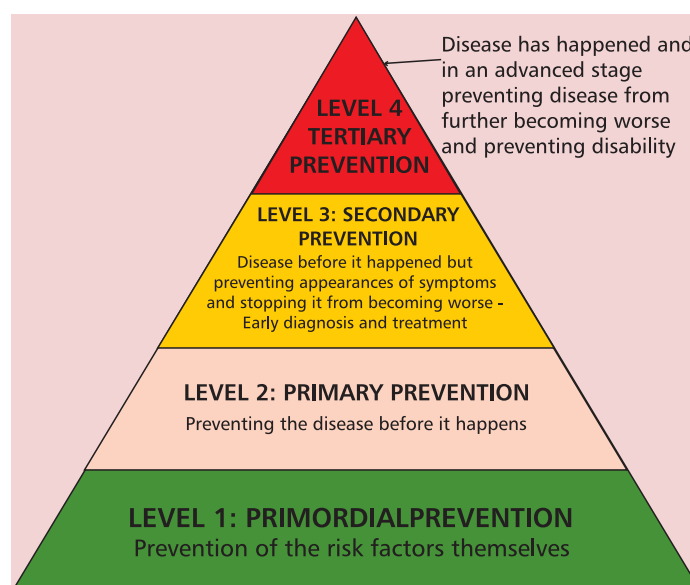 Disease has happened and
in an advanced stage
preventing disease from
further becoming worse
and preventing disability
LEVEL 4
TERTIARY
PREVENTION
LEVEL 3: SECONDARY
PREVENTION
Disease before it happened but
preventing appearances of symptoms
and stopping it from becoming worse -
Early diagnosis and treatment
LEVEL 2: PRIMARY PREVENTION
Preventing the disease before it happens
LEVEL 1: PRIMORDIALPREVENTION
Prevention of the risk factors themselves